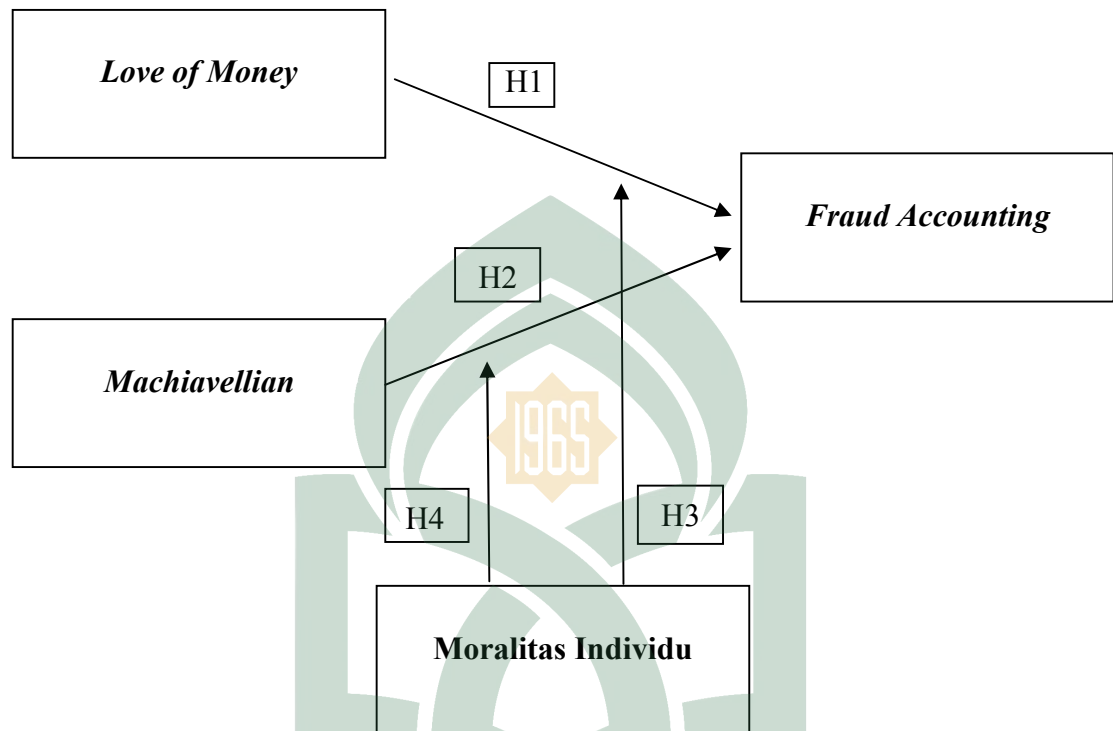 Love of Money
H1
Fraud Accounting
H2
Machiavellian
1965
H4
H3
Moralitas Individu